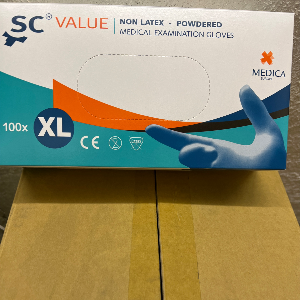 SC® VALUE
NON LATEX - POWDERED
MEDICAL EXAMINATION GLOVES
MEDICA
100x XL
CE